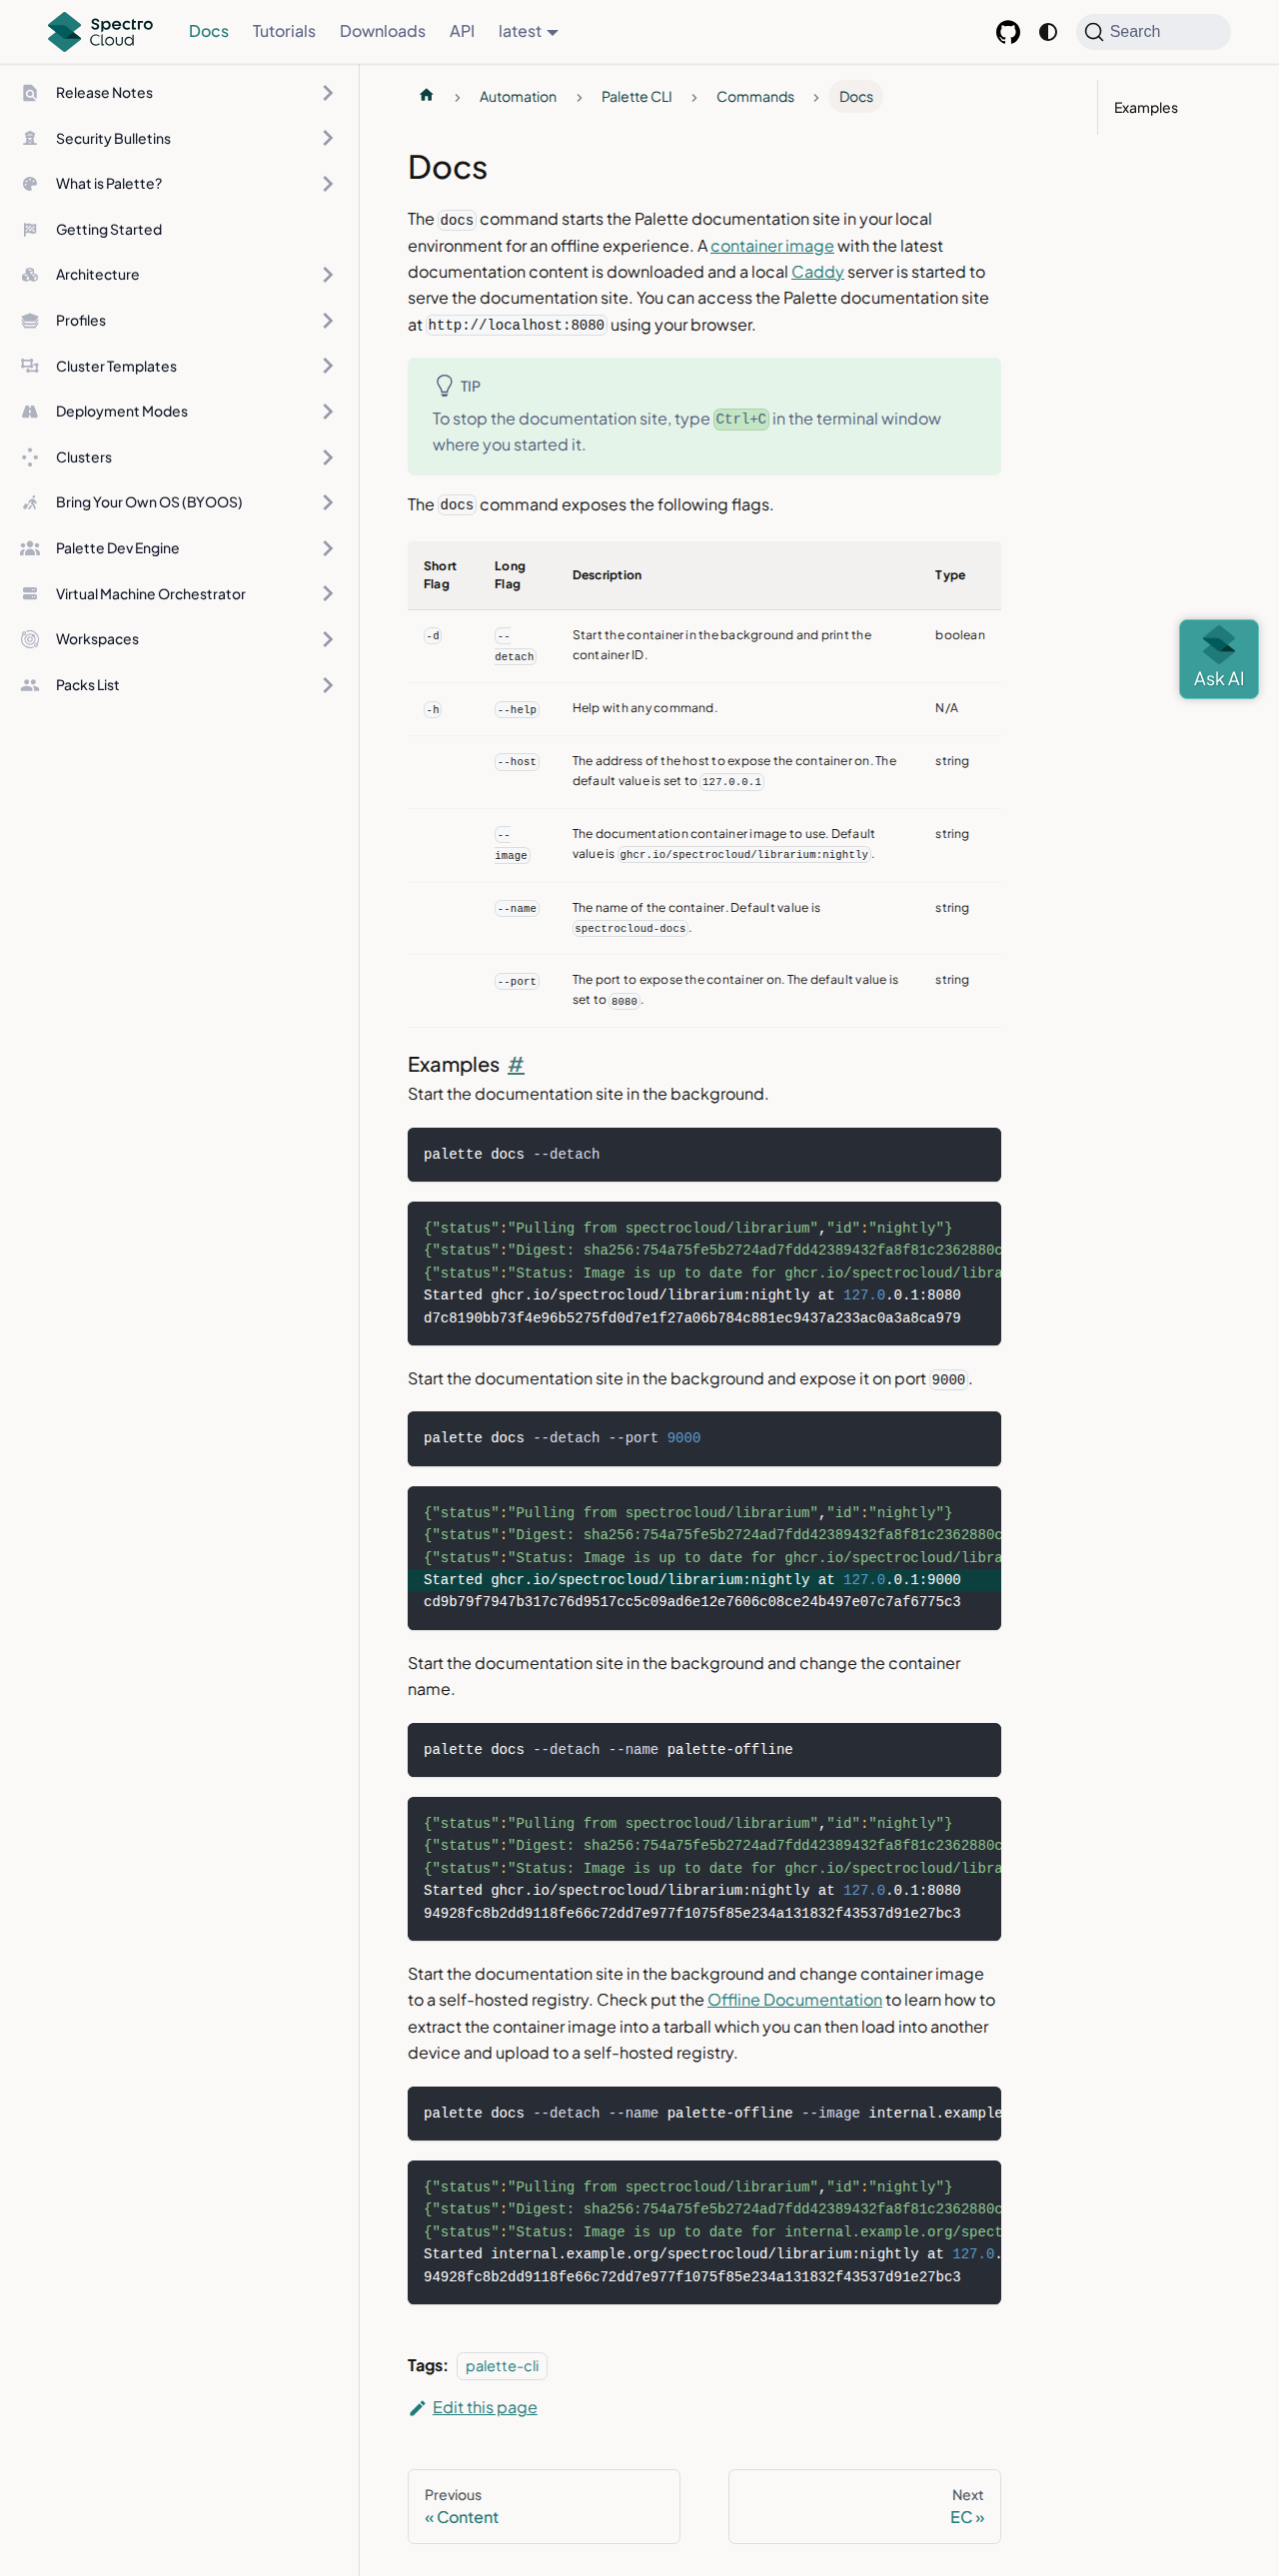 Spectro Cloud
Docs
Tutorials
Downloads
API
latest
Search
Release Notes
Security Bulletins
What is Palette?
Getting Started
Architecture
Profiles
Cluster Templates
Deployment Modes
Clusters
Bring Your Own OS (BYOOS)
Palette Dev Engine
Virtual Machine Orchestrator
Workspaces
Packs List
Automation
Palette CLI
Commands
Docs
Examples
Docs
The docs command starts the Palette documentation site in your local
environment for an offline experience. A container image with the latest
documentation content is downloaded and a local Caddy server is started to
serve the documentation site. You can access the Palette documentation site
at http://localhost:8080 using your browser.
TIP
To stop the documentation site, type Ctrl+C in the terminal window
where you started it.
The docs command exposes the following flags.
Short Flag
Long Flag
Description
Type
-d
--detach
Start the container in the background and print the
container ID.
boolean
-h
--help
Help with any command.
N/A
--host
The address of the host to expose the container on. The
default value is set to 127.0.0.1
string
--image
The documentation container image to use. Default
value is ghcr.io/spectrocloud/librarium:nightly.
string
--name
The name of the container. Default value is
spectrocloud-docs.
string
--port
The port to expose the container on. The default value is
set to 8080.
string
Ask AI
Examples #
Start the documentation site in the background.
palette docs --detach
{"status":"Pulling from spectrocloud/librarium","id":"nightly"}
{"status":"Digest: sha256:754a75fe5b2724ad7fdd42389432fa8f81c2362880c
{"status":"Status: Image is up to date for ghcr.io/spectrocloud/libra
Started ghcr.io/spectrocloud/librarium:nightly at 127.0.0.1:8080
d7c8190bb73f4e96b5275fd0d7e1f27a06b784c881ec9437a233ac0a3a8ca979
Start the documentation site in the background and expose it on port 9000.
palette docs --detach --port 9000
{"status":"Pulling from spectrocloud/librarium","id":"nightly"}
{"status":"Digest: sha256:754a75fe5b2724ad7fdd42389432fa8f81c2362880c
{"status":"Status: Image is up to date for ghcr.io/spectrocloud/libra
Started ghcr.io/spectrocloud/librarium:nightly at 127.0.0.1:9000
cd9b79f7947b317c76d9517cc5c09ad6e12e7606c08ce24b497e07c7af6775c3
Start the documentation site in the background and change the container
name.
palette docs --detach --name palette-offline
{"status":"Pulling from spectrocloud/librarium","id":"nightly"}
{"status":"Digest: sha256:754a75fe5b2724ad7fdd42389432fa8f81c2362880c
{"status":"Status: Image is up to date for ghcr.io/spectrocloud/libra
Started ghcr.io/spectrocloud/librarium:nightly at 127.0.0.1:8080
94928fc8b2dd9118fe66c72dd7e977f1075f85e234a131832f43537d91e27bc3
Start the documentation site in the background and change container image
to a self-hosted registry. Check put the Offline Documentation to learn how to
extract the container image into a tarball which you can then load into another
device and upload to a self-hosted registry.
palette docs --detach --name palette-offline --image internal.example
{"status":"Pulling from spectrocloud/librarium","id":"nightly"}
{"status":"Digest: sha256:754a75fe5b2724ad7fdd42389432fa8f81c2362880c
{"status":"Status: Image is up to date for internal.example.org/spect
Started internal.example.org/spectrocloud/librarium:nightly at 127.0.
94928fc8b2dd9118fe66c72dd7e977f1075f85e234a131832f43537d91e27bc3
Tags: palette-cli
Edit this page
Previous
« Content
Next
EC »